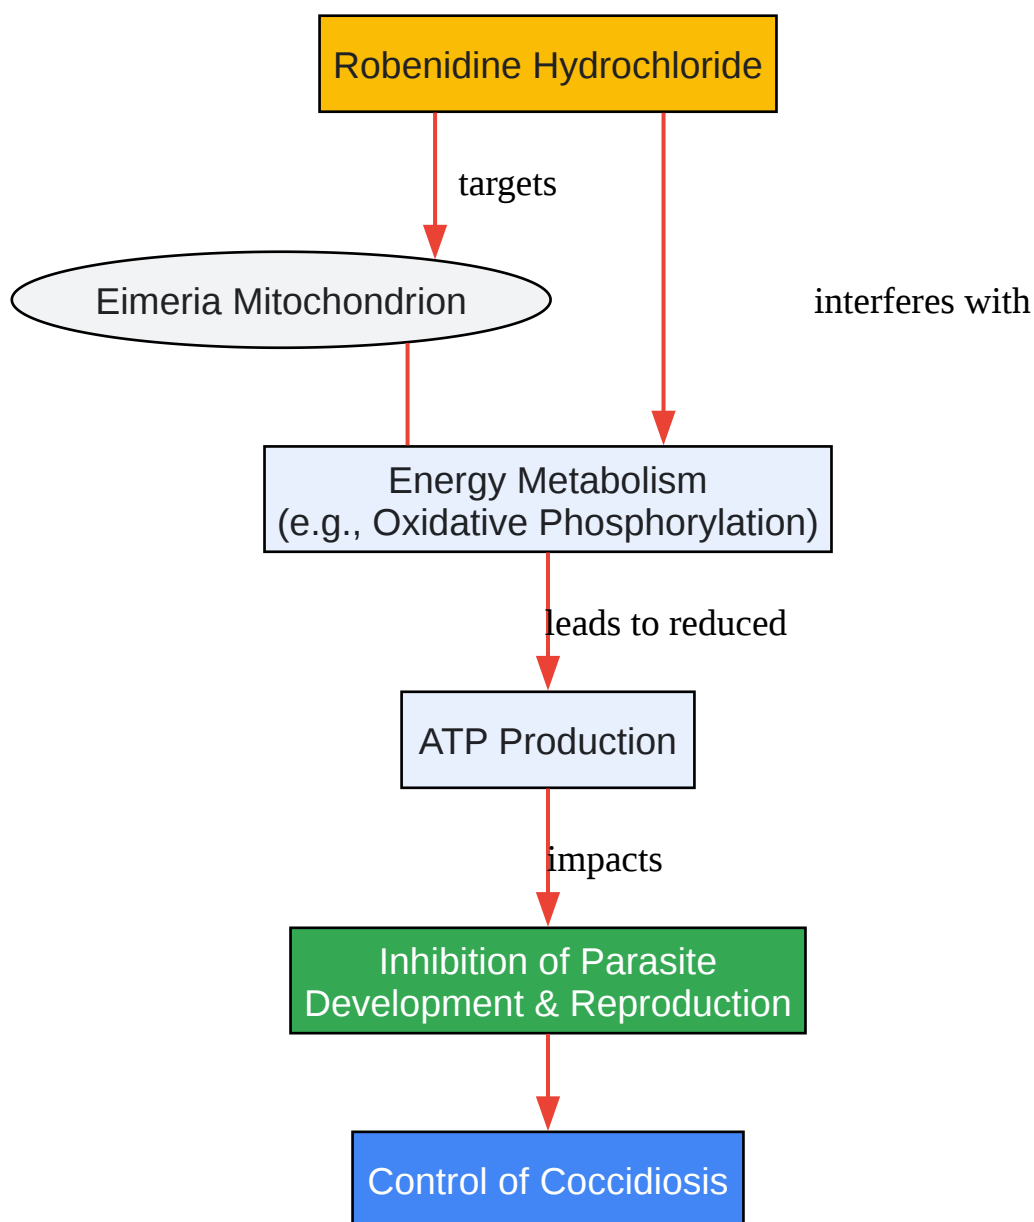 Robenidine Hydrochloride
targets
Eimeria Mitochondrion
interferes with
Energy Metabolism
(e.g., Oxidative Phosphorylation)
leads to reduced
ATP Production
impacts
Inhibition of Parasite
Development & Reproduction
Control of Coccidiosis